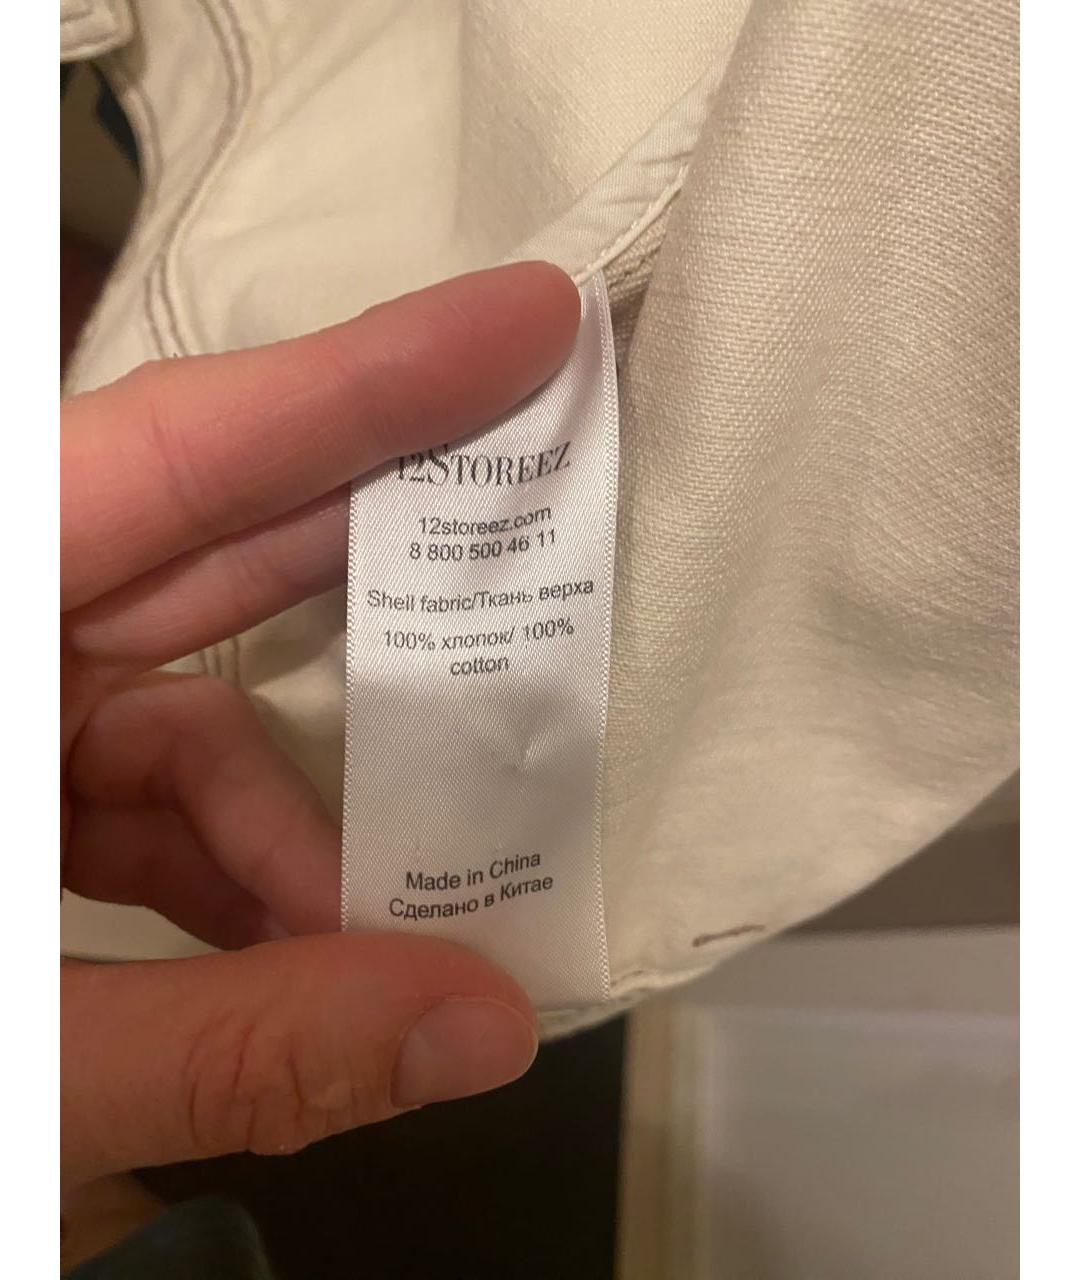 12STOREEZ
12storeez.com
8 800 500 46 11
Shell fabric/Ткань верха
100% хлопок/ 100%
cotton
Made in China
Сделано в Китае